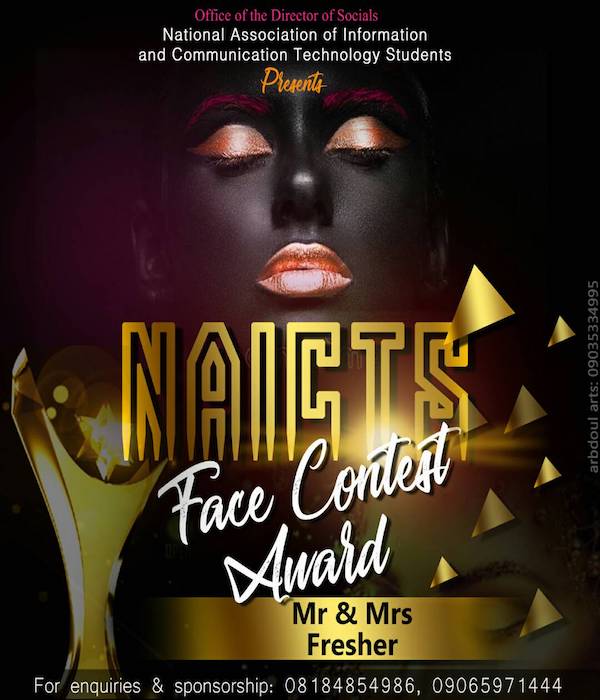 Office of the Director of Socials
National Association of Information
and Communication Technology Students
Presents
NAICTS
Face Contest
Award
Mr & Mrs
Fresher
For enquiries & sponsorship: 08184854986, 09065971444
arbdoul arts: 09035334995